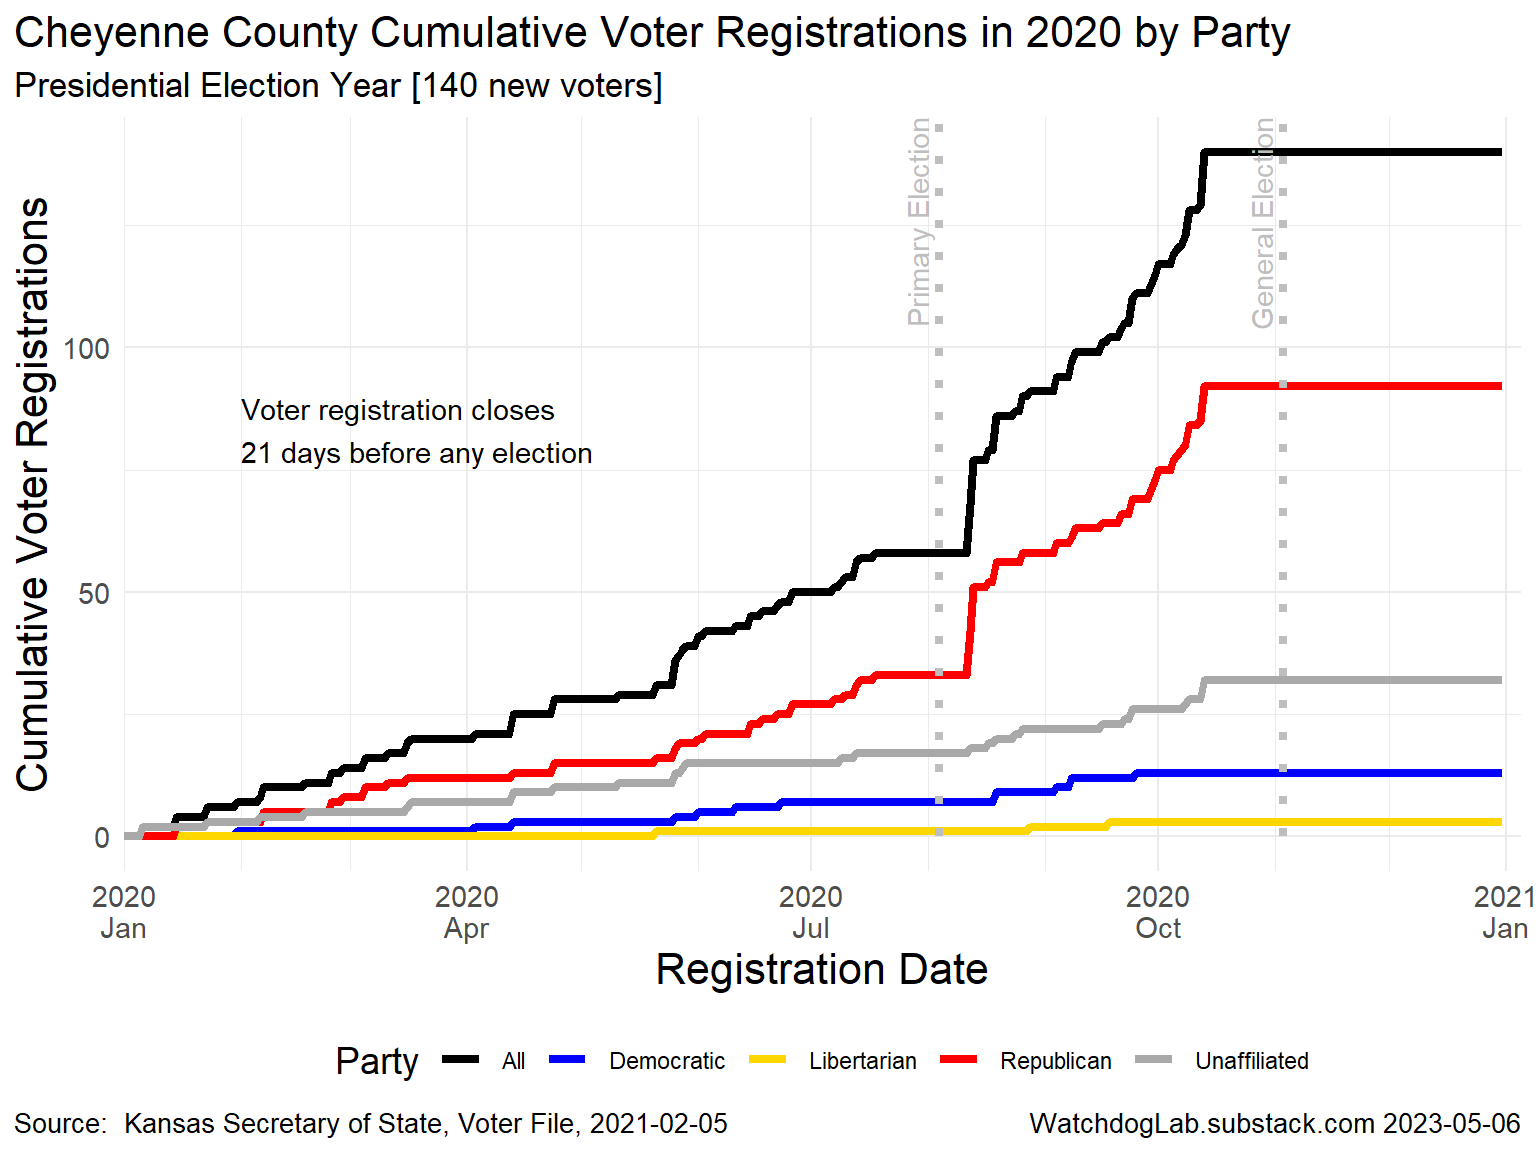 Cheyenne County Cumulative Voter Registrations in 2020 by Party
Presidential Election Year [140 new voters]
Cumulative Voter Registrations
100
50
0
Voter registration closes
21 days before any election
Primary Election
General Election
2020 2020 2020 2020 2021
Jan Apr Jul Oct Jan
Registration Date
Party All Democratic Libertarian Republican Unaffiliated
Source:  Kansas Secretary of State, Voter File, 2021-02-05
WatchdogLab.substack.com 2023-05-06